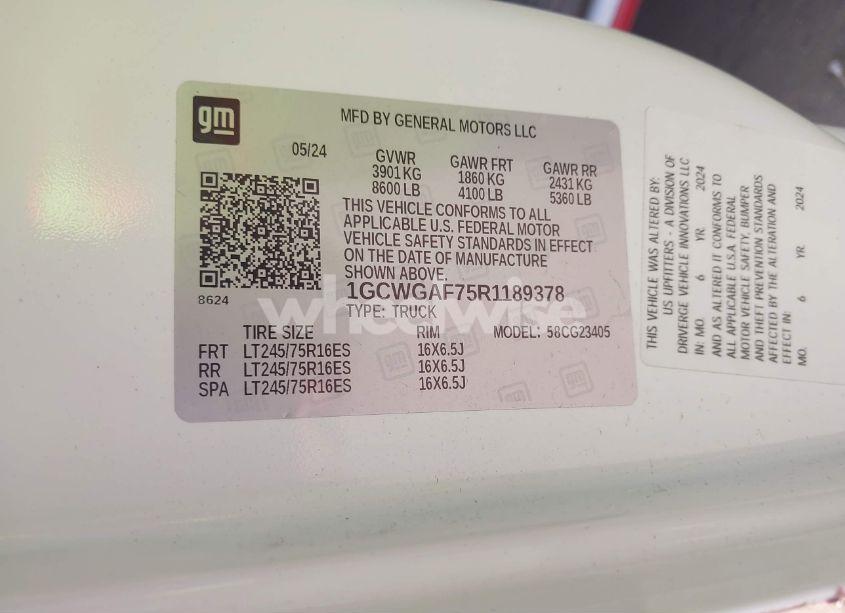 gm
MFD BY GENERAL MOTORS LLC
05/24
GVWR GAWR FRT GAWR RR
3901 KG 1860 KG 2431 KG
8600 LB 4100 LB 5360 LB
THIS VEHICLE CONFORMS TO ALL
APPLICABLE U.S. FEDERAL MOTOR
VEHICLE SAFETY STANDARDS IN EFFECT
ON THE DATE OF MANUFACTURE
SHOWN ABOVE.
8624
1GCWGAF75R1189378
TYPE: TRUCK
TIRE SIZE RIM MODEL: 58CG23405
FRT LT245/75R16ES 16X6.5J
RR LT245/75R16ES 16X6.5J
SPA LT245/75R16ES 16X6.5J
wheelwise
THIS VEHICLE WAS ALTERED BY:
US UPFITTERS - A DIVISION OF
DRIVERGE VEHICLE INNOVATIONS LLC
IN: MO. 6 YR. 2024
AND AS ALTERED IT CONFORMS TO
ALL APPLICABLE U.S.A. FEDERAL
MOTOR VEHICLE SAFETY, BUMPER
AND THEFT PREVENTION STANDARDS
AFFECTED BY THE ALTERATION AND
EFFECT IN:
MO. 6 YR. 2024